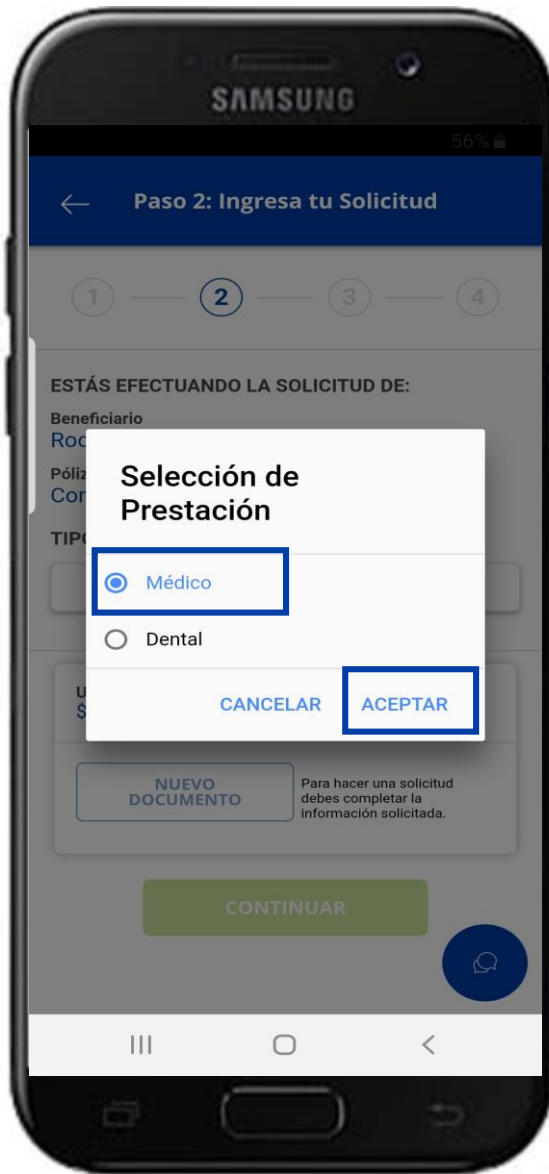 SAMSUNG
56%
Paso 2: Ingresa tu Solicitud
1
2
3
4
ESTÁS EFECTUANDO LA SOLICITUD DE:
Beneficiario
Selección de
Prestación
Médico
Dental
CANCELAR
ACEPTAR
$
NUEVO
DOCUMENTO
Para hacer una solicitud
debes completar la
información solicitada.
CONTINUAR